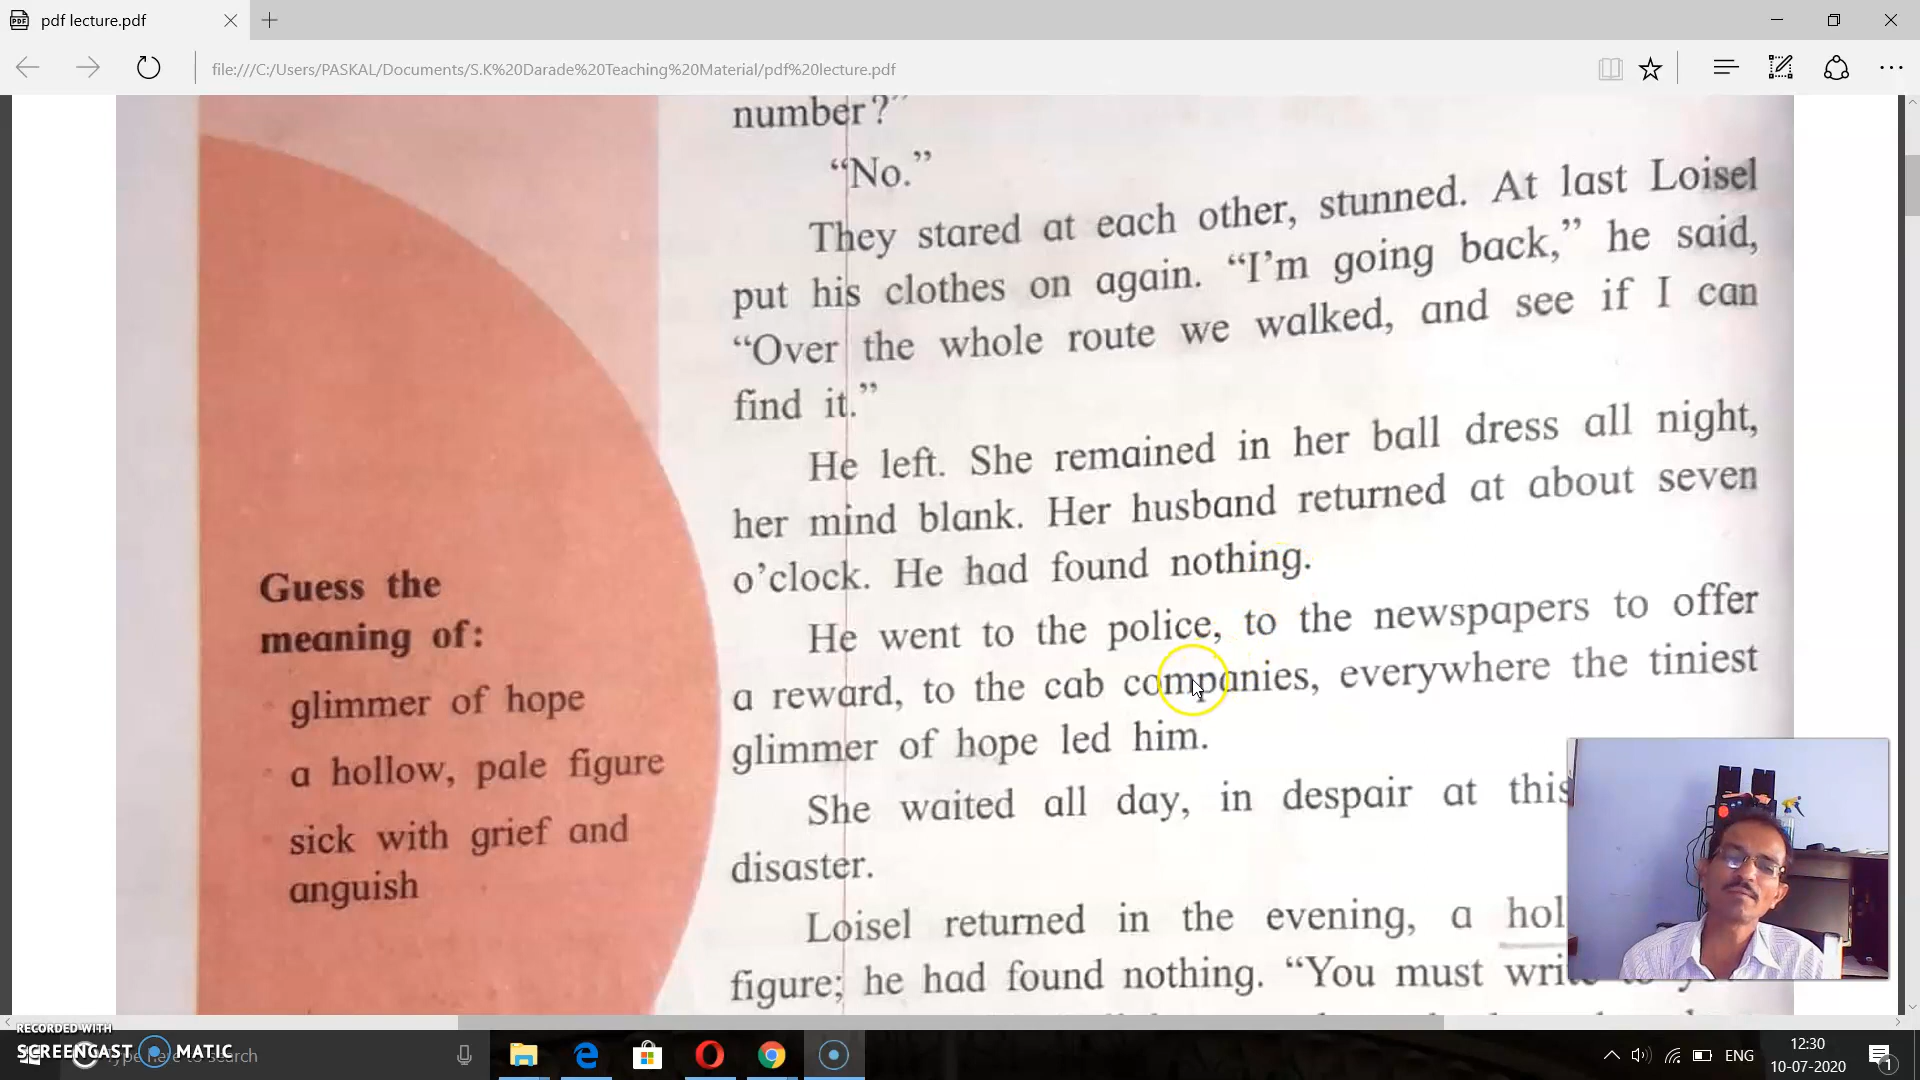 pdf lecture.pdf
file:///C:/Users/PASKAL/Documents/S.K%20Darade%20Teaching%20Material/pdf%20lecture.pdf
number?”
“No.”
They stared at each other, stunned. At last Loisel
put his clothes on again. “I’m going back,” he said,
“Over the whole route we walked, and see if I can
find it.”
He left. She remained in her ball dress all night,
her mind blank. Her husband returned at about seven
o’clock. He had found nothing.
He went to the police, to the newspapers to offer
a reward, to the cab companies, everywhere the tiniest
glimmer of hope led him.
She waited all day, in despair at this
disaster.
Loisel returned in the evening, a hol
figure; he had found nothing. “You must
Guess the
meaning of:
glimmer of hope
a hollow, pale figure
sick with grief and
anguish
RECORDED WITH
SCREENCAST MATIC
Type here to search
ENG
12:30
10-07-2020
1